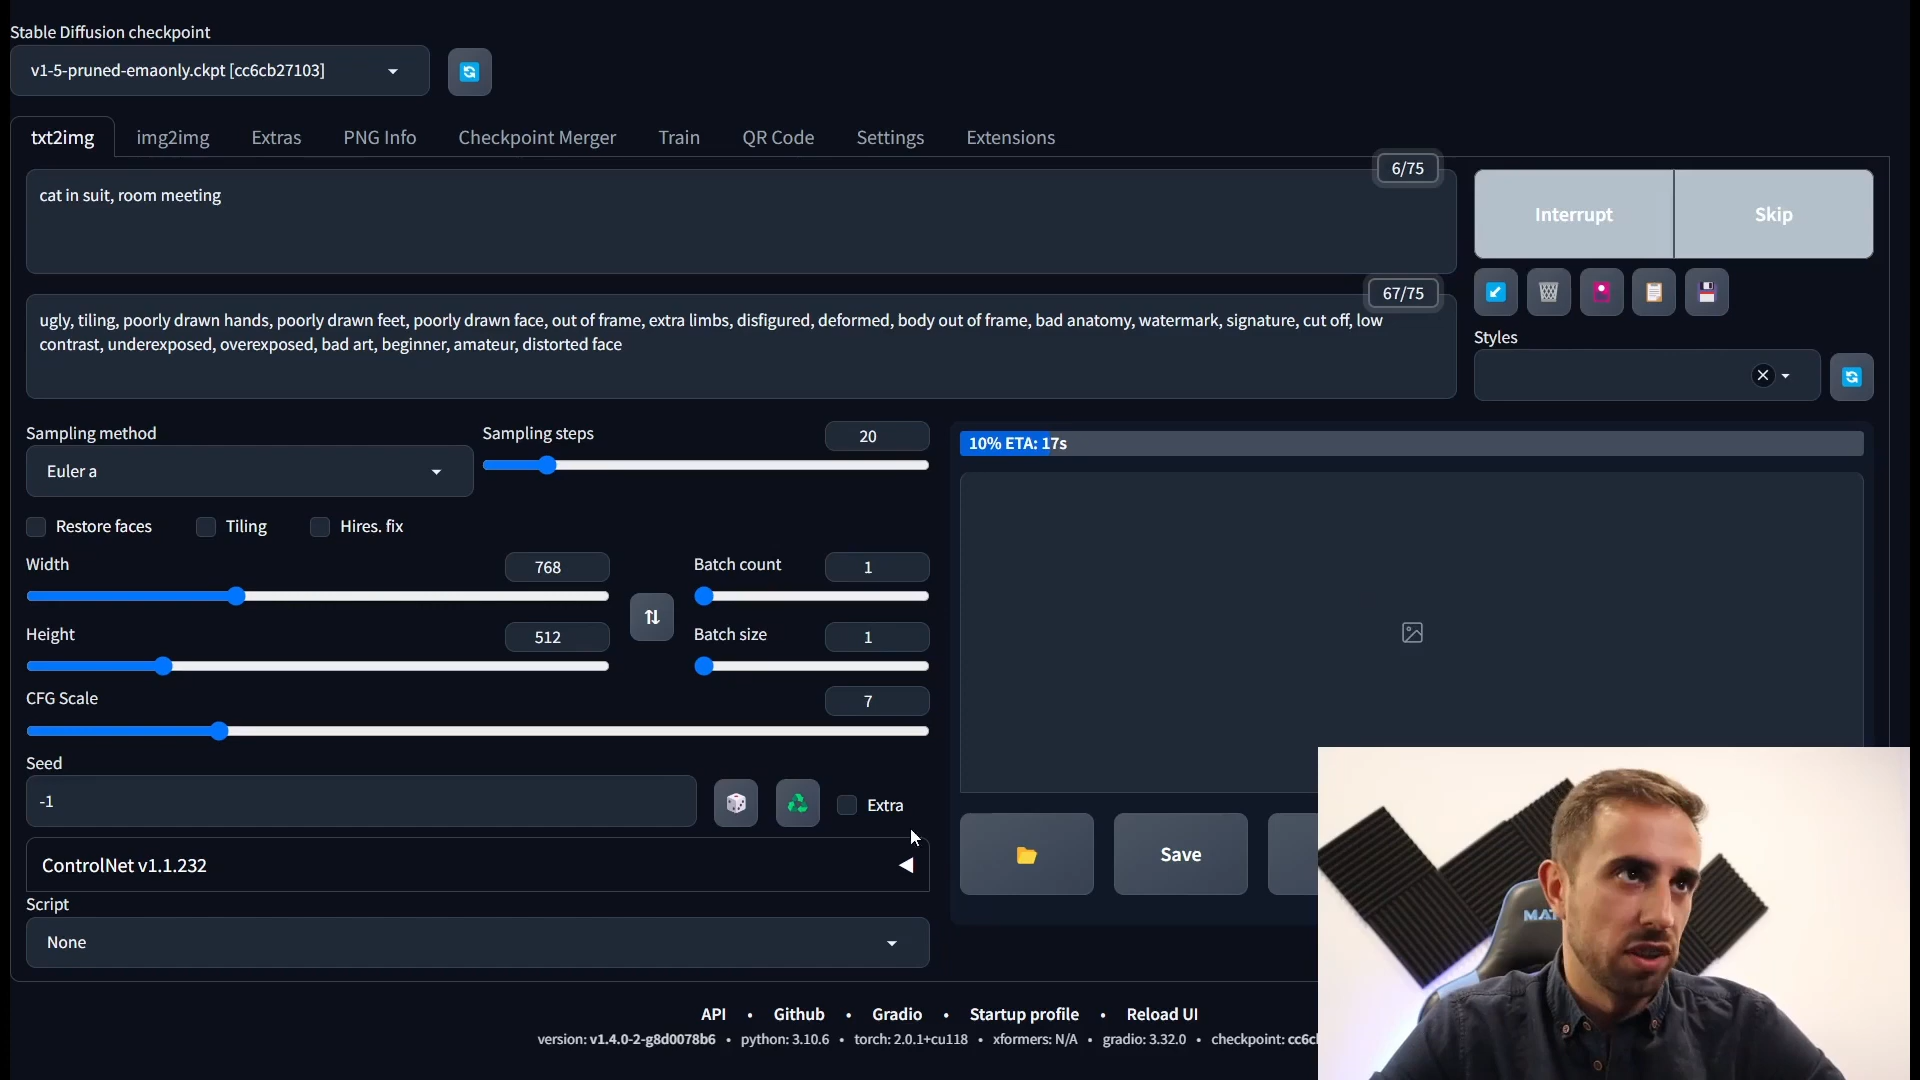 Stable Diffusion checkpoint
v1-5-pruned-emaonly.ckpt [cc6cb27103]
txt2img
img2img
Extras
PNG Info
Checkpoint Merger
Train
QR Code
Settings
Extensions
6/75
cat in suit, room meeting
Interrupt
Skip
67/75
ugly, tiling, poorly drawn hands, poorly drawn feet, poorly drawn face, out of frame, extra limbs, disfigured, deformed, body out of frame, bad anatomy, watermark, signature, cut off, low
contrast, underexposed, overexposed, bad art, beginner, amateur, distorted face
Styles
Sampling method
Euler a
Sampling steps
20
10% ETA: 17s
Restore faces
Tiling
Hires. fix
Width
768
Batch count
1
Height
512
Batch size
1
CFG Scale
7
Seed
-1
Extra
ControlNet v1.1.232
Save
Script
None
API • Github • Gradio • Startup profile • Reload UI
version: v1.4.0-2-g8d0078b6 • python: 3.10.6 • torch: 2.0.1+cu118 • xformers: N/A • gradio: 3.32.0 • checkpoint: